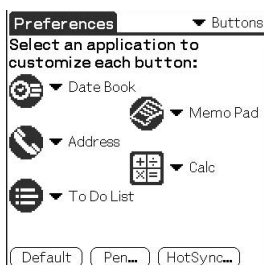 Preferences ▼ Buttons
Select an application to
customize each button:
Date Book
Memo Pad
Address
Calc
To Do List
Default Pen... HotSync...